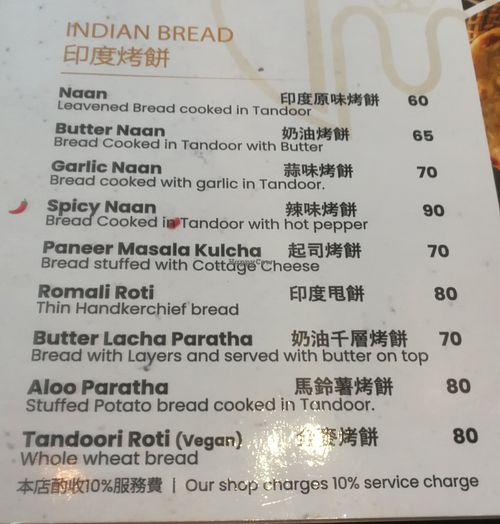 INDIAN BREAD
印度烤餅
Naan 印度原味烤餅 60
Leavened Bread cooked in Tandoor
Butter Naan 奶油烤餅 65
Bread Cooked in Tandoor with Butter
Garlic Naan 蒜味烤餅 70
Bread cooked with garlic in Tandoor.
Spicy Naan 辣味烤餅 90
Bread Cooked in Tandoor with hot pepper
Paneer Masala Kulcha 起司烤餅 70
Bread stuffed with Cottage Cheese
HappyCow
Romali Roti 印度甩餅 80
Thin Handkerchief bread
Butter Lacha Paratha 奶油千層烤餅 70
Bread with Layers and served with butter on top
Aloo Paratha 馬鈴薯烤餅 80
Stuffed Potato bread cooked in Tandoor.
Tandoori Roti (Vegan) 麥烤餅 80
Whole wheat bread
本店酌收10%服務費 | Our shop charges 10% service charge